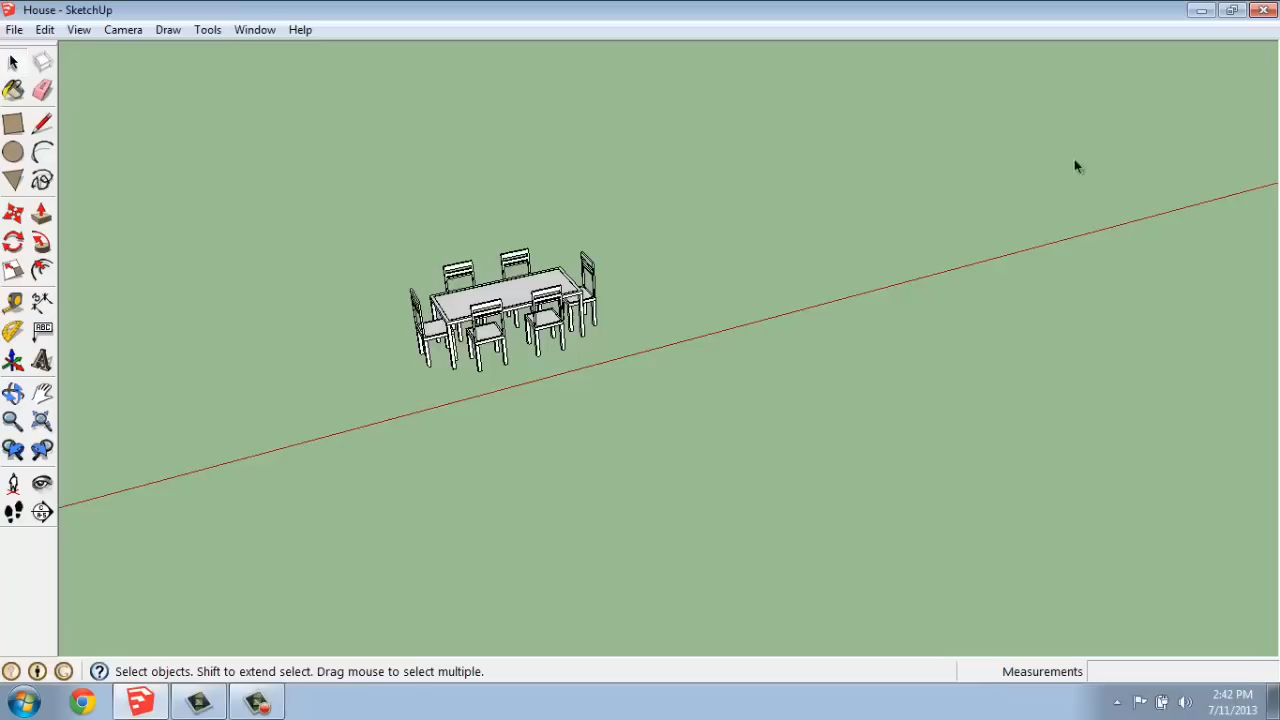 House - SketchUp
File Edit View Camera Draw Tools Window Help
ABC
Select objects. Shift to extend select. Drag mouse to select multiple.
Measurements
2:42 PM
7/11/2013